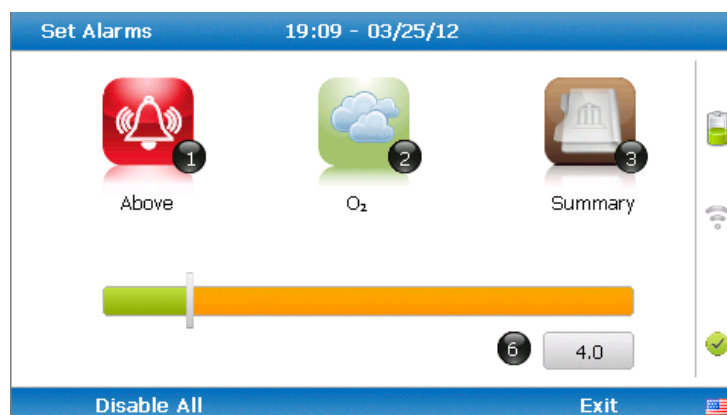 Set Alarms 19:09 - 03/25/12
1 2 3
Above O₂ Summary
6 4.0
Disable All Exit